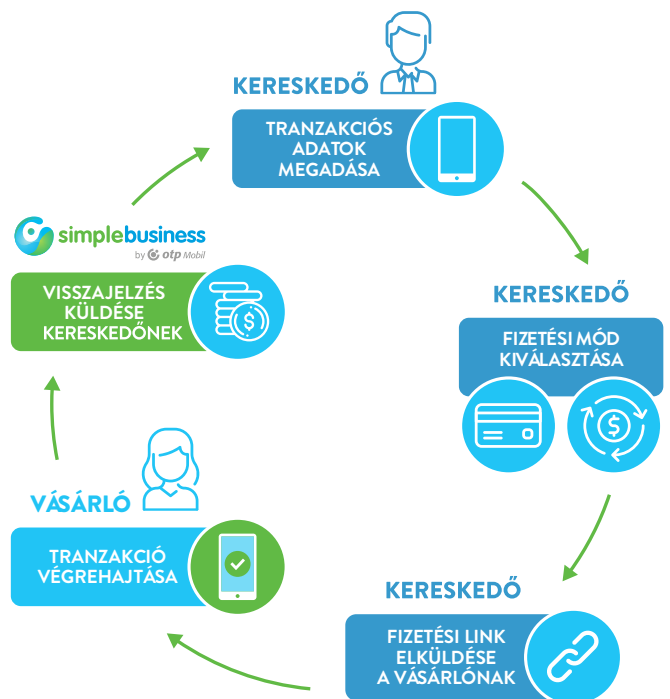 KERESKEDŐ
TRANZAKCIÓS
ADATOK
MEGADÁSA
KERESKEDŐ
FIZETÉSI MÓD
KIVÁLASZTÁSA
KERESKEDŐ
FIZETÉSI LINK
ELKÜLDÉSE
A VÁSÁRLÓNAK
VÁSÁRLÓ
TRANZAKCIÓ
VÉGREHAJTÁSA
simplebusiness
by otp Mobil
VISSZAJELZÉS
KÜLDÉSE
KERESKEDŐNEK